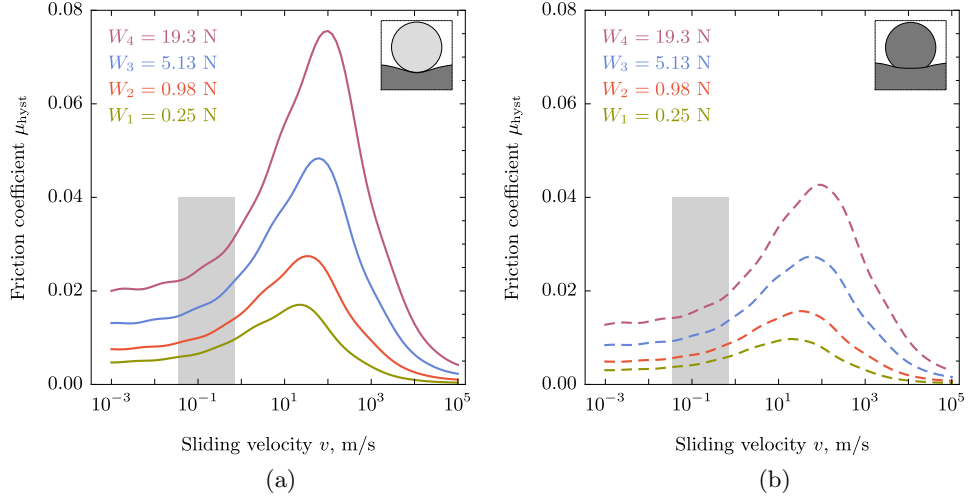 0.08
0.06
0.04
0.02
0.00
Friction coefficient μhyst
W4 = 19.3 N
W3 = 5.13 N
W2 = 0.98 N
W1 = 0.25 N
10−3 10−1 101 103 105
Sliding velocity v, m/s
(a)
0.08
0.06
0.04
0.02
0.00
Friction coefficient μhyst
W4 = 19.3 N
W3 = 5.13 N
W2 = 0.98 N
W1 = 0.25 N
10−3 10−1 101 103 105
Sliding velocity v, m/s
(b)